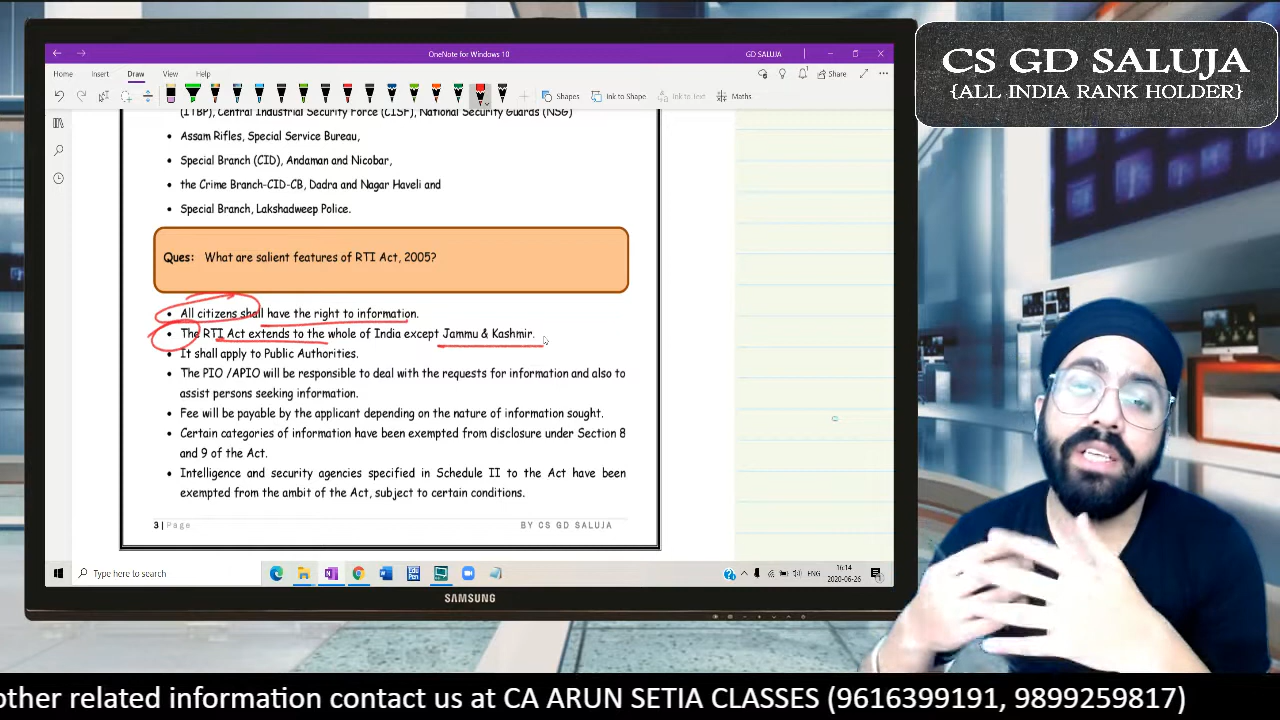 OneNote for Windows 10
GD SALUJA
Home Insert Draw View Help
Share
Shapes Ink to Shape Ink to Text Maths
(ITBP), Central Industrial Security Force (CISF), National Security Guards (NSG)
• Assam Rifles, Special Service Bureau,
• Special Branch (CID), Andaman and Nicobar,
• the Crime Branch-CID-CB, Dadra and Nagar Haveli and
• Special Branch, Lakshadweep Police.
Ques: What are salient features of RTI Act, 2005?
• All citizens shall have the right to information.
• The RTI Act extends to the whole of India except Jammu & Kashmir.
• It shall apply to Public Authorities.
• The PIO /APIO will be responsible to deal with the requests for information and also to
assist persons seeking information.
• Fee will be payable by the applicant depending on the nature of information sought.
• Certain categories of information have been exempted from disclosure under Section 8
and 9 of the Act.
• Intelligence and security agencies specified in Schedule II to the Act have been
exempted from the ambit of the Act, subject to certain conditions.
3 | Page
BY CS GD SALUJA
Type here to search
ENG
16:14
2020-06-26
SAMSUNG
CS GD SALUJA
{ALL INDIA RANK HOLDER}
other related information contact us at CA ARUN SETIA CLASSES (9616399191, 9899259817)